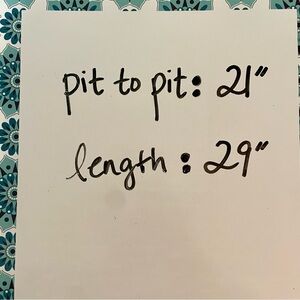 pit to pit: 21"
length : 29"